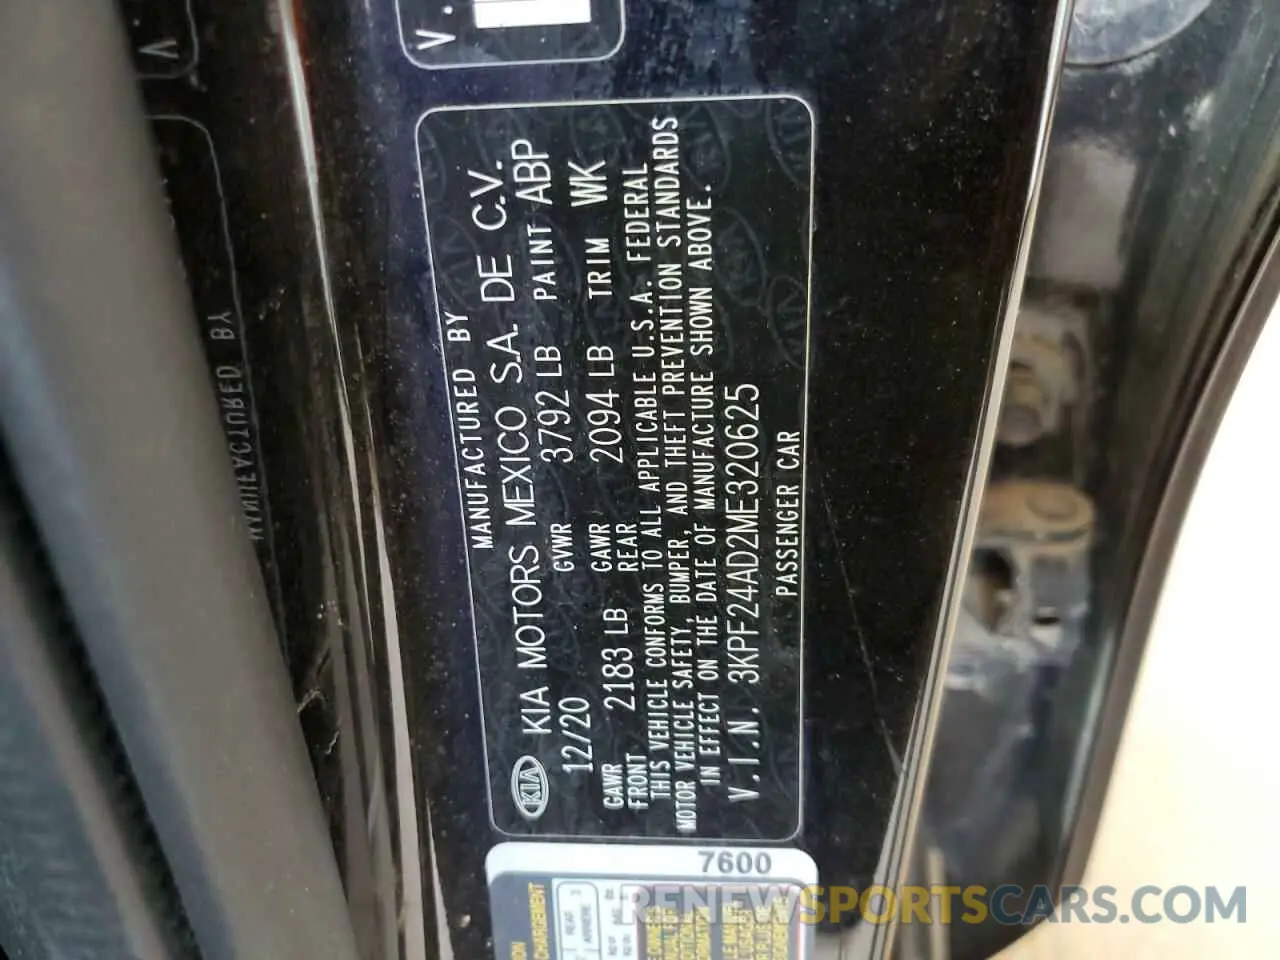 MANUFACTURED BY
KIA KIA MOTORS MEXICO S.A. DE C.V.
12/20 GVWR 3792 LB PAINT ABP
GAWR FRONT 2183 LB GAWR REAR 2094 LB TRIM WK
THIS VEHICLE CONFORMS TO ALL APPLICABLE U.S.A. FEDERAL
MOTOR VEHICLE SAFETY, BUMPER, AND THEFT PREVENTION STANDARDS
IN EFFECT ON THE DATE OF MANUFACTURE SHOWN ABOVE.
V.I.N. 3KPF24AD2ME320625
PASSENGER CAR
V.
7600
RENEWSPORTSCARS.COM